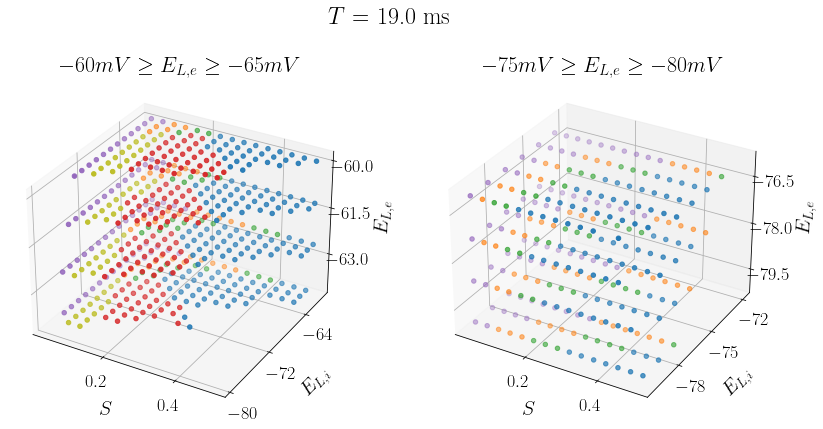 T = 19.0 ms
−60mV ≥ E_{L,e} ≥ −65mV
−75mV ≥ E_{L,e} ≥ −80mV
−60.0
−61.5
−63.0
E_{L,e}
0.2
0.4
S
−80
−72
−64
E_{L,i}
−76.5
−78.0
−79.5
E_{L,e}
0.2
0.4
S
−78
−75
−72
E_{L,i}